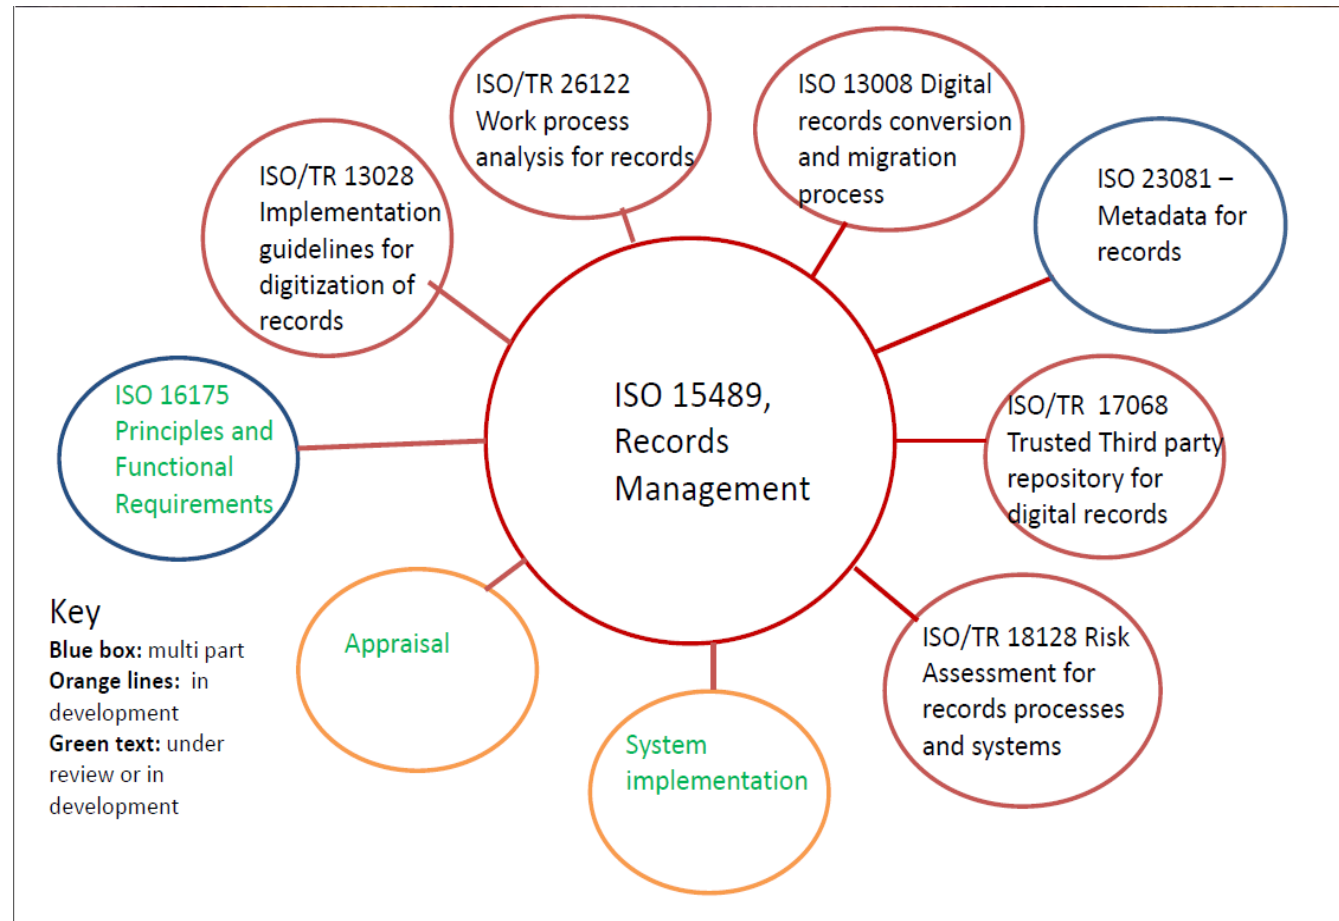 ISO/TR 26122
Work process
analysis for records
ISO 13008 Digital
records conversion
and migration
process
ISO/TR 13028
Implementation
guidelines for
digitization of
records
ISO 23081 –
Metadata for
records
ISO 16175
Principles and
Functional
Requirements
ISO 15489,
Records
Management
ISO/TR  17068
Trusted Third party
repository for
digital records
Appraisal
System
implementation
ISO/TR 18128 Risk
Assessment for
records processes
and systems
Key
Blue box: multi part
Orange lines:  in
development
Green text: under
review or in
development